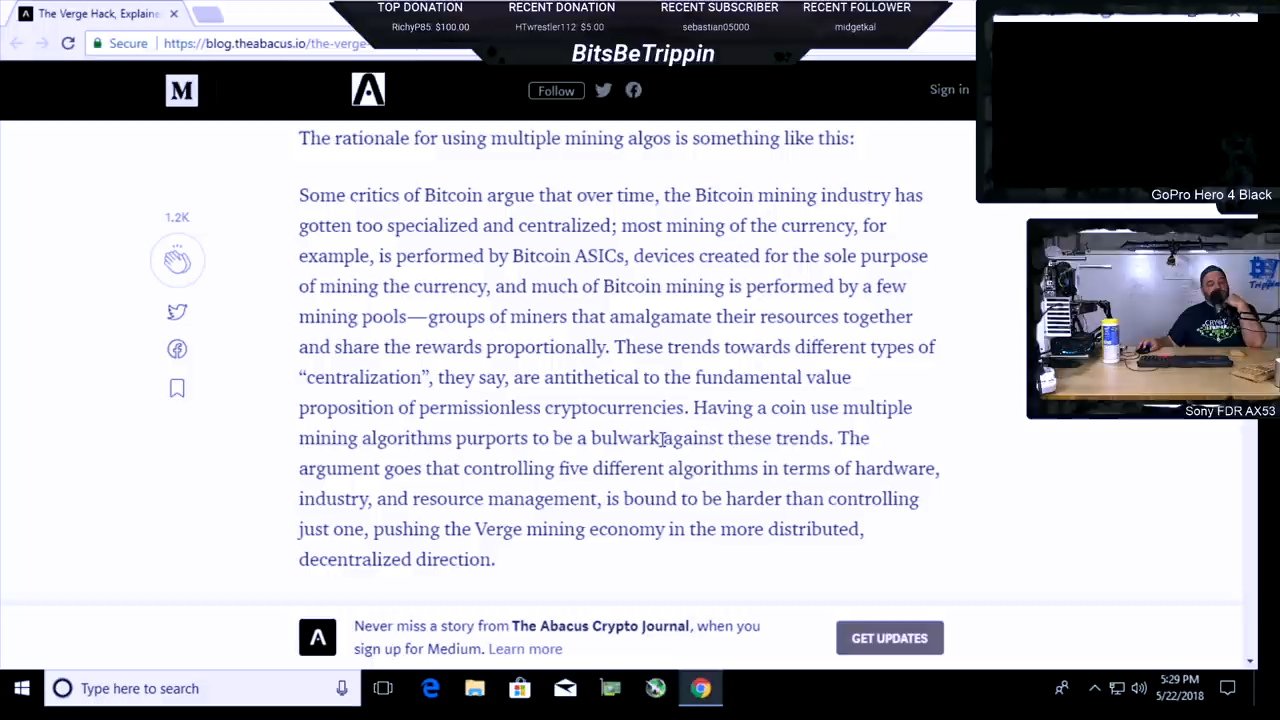 The Verge Hack, Explaine
TOP DONATION
RECENT DONATION
RECENT SUBSCRIBER
RECENT FOLLOWER
RichyP85: $100.00
HTwrestler112: $5.00
sebastian05000
midgetkal
BitsBeTrippin
Secure
https://blog.theabacus.io/the-verge-
M
A
Follow
Sign in
The rationale for using multiple mining algos is something like this:
Some critics of Bitcoin argue that over time, the Bitcoin mining industry has
gotten too specialized and centralized; most mining of the currency, for
example, is performed by Bitcoin ASICs, devices created for the sole purpose
of mining the currency, and much of Bitcoin mining is performed by a few
mining pools—groups of miners that amalgamate their resources together
and share the rewards proportionally. These trends towards different types of
“centralization”, they say, are antithetical to the fundamental value
proposition of permissionless cryptocurrencies. Having a coin use multiple
mining algorithms purports to be a bulwark against these trends. The
argument goes that controlling five different algorithms in terms of hardware,
industry, and resource management, is bound to be harder than controlling
just one, pushing the Verge mining economy in the more distributed,
decentralized direction.
1.2K
GoPro Hero 4 Black
Sony FDR AX53
A
Never miss a story from The Abacus Crypto Journal, when you
sign up for Medium. Learn more
GET UPDATES
Type here to search
5:29 PM
5/22/2018